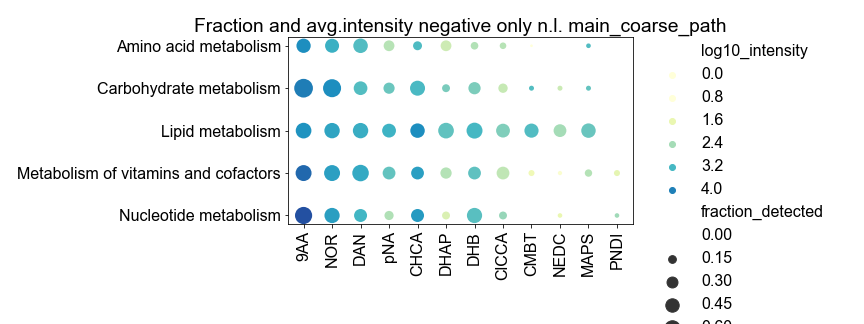 Fraction and avg.intensity negative only n.l. main_coarse_path
Amino acid metabolism
Carbohydrate metabolism
Lipid metabolism
Metabolism of vitamins and cofactors
Nucleotide metabolism
9AA
NOR
DAN
pNA
CHCA
DHAP
DHB
ClCCA
CMBT
NEDC
MAPS
PNDI
log10_intensity
0.0
0.8
1.6
2.4
3.2
4.0
fraction_detected
0.00
0.15
0.30
0.45
0.60